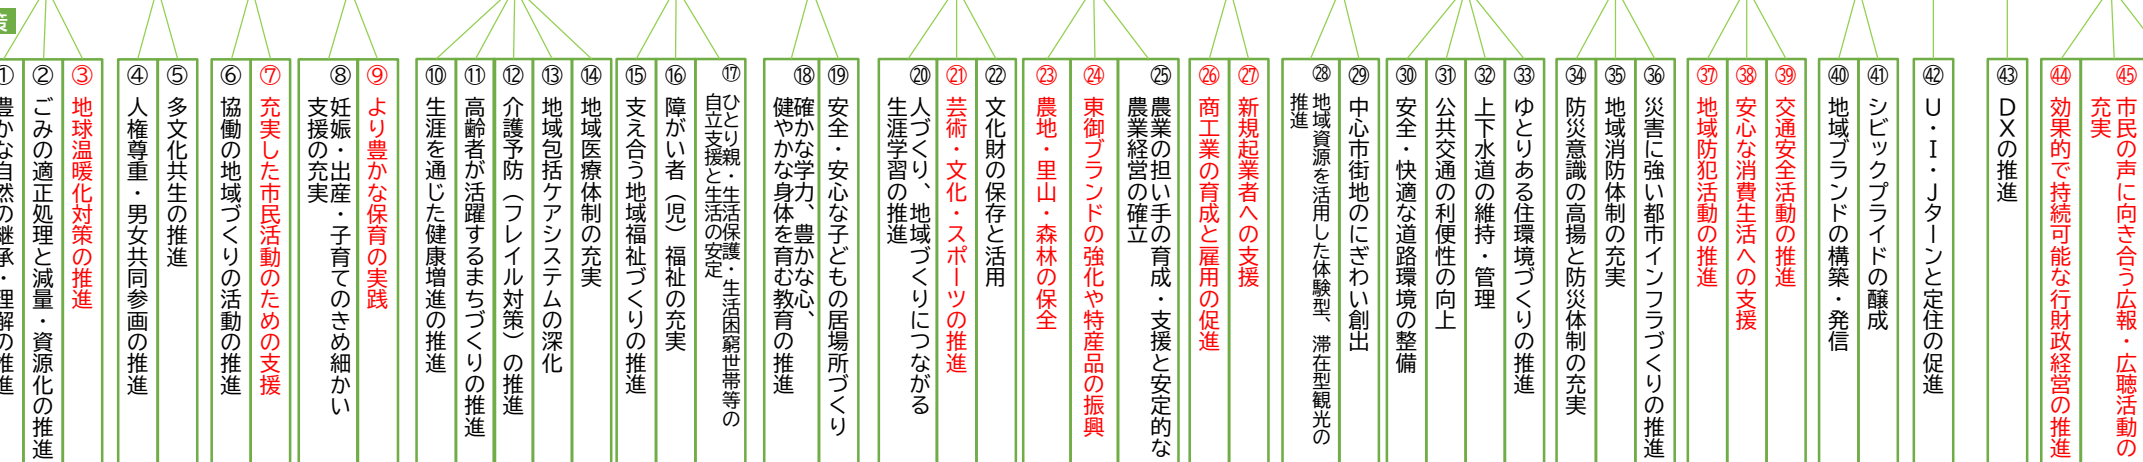 策
① 豊かな自然の継承・理解の推進
② ごみの適正処理と減量・資源化の推進
③ 地球温暖化対策の推進
④ 人権尊重・男女共同参画の推進
⑤ 多文化共生の推進
⑥ 協働の地域づくりの活動の推進
⑦ 充実した市民活動のための支援
⑧ 妊娠・出産・子育てのきめ細かい
支援の充実
⑨ より豊かな保育の実践
⑩ 生涯を通じた健康増進の推進
⑪ 高齢者が活躍するまちづくりの推進
⑫ 介護予防（フレイル対策）の推進
⑬ 地域包括ケアシステムの深化
⑭ 地域医療体制の充実
⑮ 支え合う地域福祉づくりの推進
⑯ 障がい者（児）福祉の充実
⑰ ひとり親・生活保護・生活困窮世帯等の
自立支援と生活の安定
⑱ 確かな学力、豊かな心、
健やかな身体を育む教育の推進
⑲ 安全・安心な子どもの居場所づくり
⑳ 人づくり、地域づくりにつながる
生涯学習の推進
㉑ 芸術・文化・スポーツの推進
㉒ 文化財の保存と活用
㉓ 農地・里山・森林の保全
㉔ 東御ブランドの強化や特産品の振興
㉕ 農業の担い手の育成・支援と安定的な
農業経営の確立
㉖ 商工業の育成と雇用の促進
㉗ 新規起業者への支援
㉘ 地域資源を活用した体験型、滞在型観光の
推進
㉙ 中心市街地のにぎわい創出
㉚ 安全・快適な道路環境の整備
㉛ 公共交通の利便性の向上
㉜ 上下水道の維持・管理
㉝ ゆとりある住環境づくりの推進
㉞ 防災意識の高揚と防災体制の充実
㉟ 地域消防体制の充実
㊱ 災害に強い都市インフラづくりの推進
㊲ 地域防犯活動の推進
㊳ 安心な消費生活への支援
㊴ 交通安全活動の推進
㊵ 地域ブランドの構築・発信
㊶ シビックプライドの醸成
㊷ U・I・Jターンと定住の促進
㊸ DXの推進
㊹ 効果的で持続可能な行財政経営の推進
㊺ 市民の声に向き合う広報・広聴活動の
充実